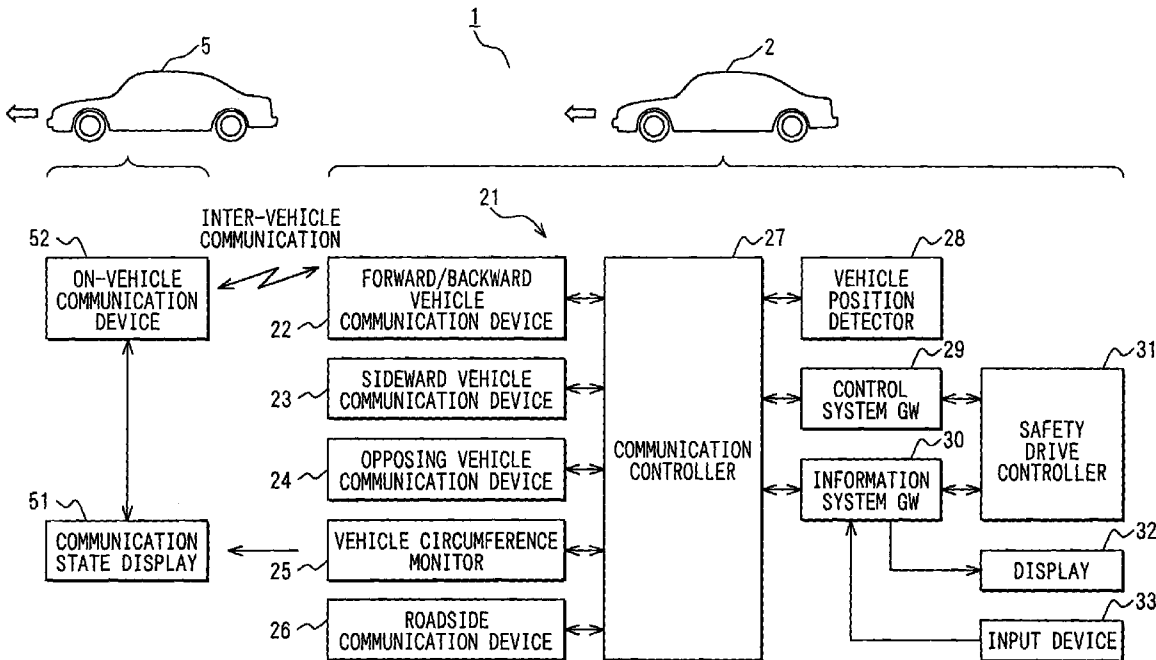 1
5
2
21
INTER-VEHICLE
COMMUNICATION
52
ON-VEHICLE
COMMUNICATION
DEVICE
22
FORWARD/BACKWARD
VEHICLE
COMMUNICATION DEVICE
27
COMMUNICATION
CONTROLLER
28
VEHICLE
POSITION
DETECTOR
23
SIDEWARD VEHICLE
COMMUNICATION DEVICE
29
CONTROL
SYSTEM GW
31
SAFETY
DRIVE
CONTROLLER
24
OPPOSING VEHICLE
COMMUNICATION DEVICE
30
INFORMATION
SYSTEM GW
51
COMMUNICATION
STATE DISPLAY
25
VEHICLE CIRCUMFERENCE
MONITOR
32
DISPLAY
26
ROADSIDE
COMMUNICATION DEVICE
33
INPUT DEVICE